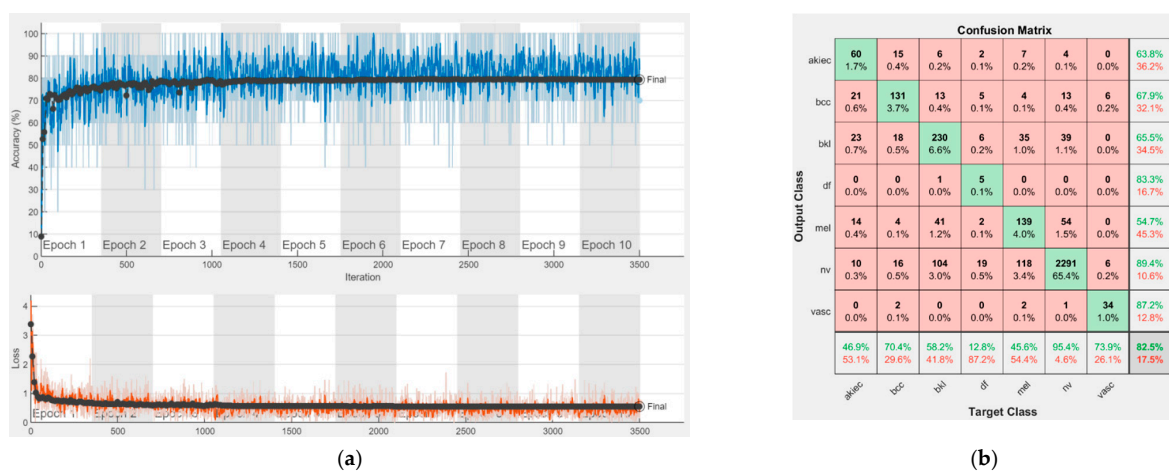 100
90
80
70
60
50
40
30
20
10
0
Accuracy (%)
Final
Epoch 1 Epoch 2 Epoch 3 Epoch 4 Epoch 5 Epoch 6 Epoch 7 Epoch 8 Epoch 9 Epoch 10
0 500 1000 1500 2000 2500 3000 3500
Iteration
4
3
2
1
0
Loss
Final
0 500 1000 1500 2000 2500 3000 3500
(a)
Confusion Matrix
akiec 60 15 6 2 7 4 0 63.8%
1.7% 0.4% 0.2% 0.1% 0.2% 0.1% 0.0% 36.2%
bcc 21 131 13 5 4 13 6 67.9%
0.6% 3.7% 0.4% 0.1% 0.1% 0.4% 0.2% 32.1%
bkl 23 18 230 6 35 39 0 65.5%
0.7% 0.5% 6.6% 0.2% 1.0% 1.1% 0.0% 34.5%
df 0 0 1 5 0 0 0 83.3%
0.0% 0.0% 0.0% 0.1% 0.0% 0.0% 0.0% 16.7%
mel 14 4 41 2 139 54 0 54.7%
0.4% 0.1% 1.2% 0.1% 4.0% 1.5% 0.0% 45.3%
nv 10 16 104 19 118 2291 6 89.4%
0.3% 0.5% 3.0% 0.5% 3.4% 65.4% 0.2% 10.6%
vasc 0 2 0 0 2 1 34 87.2%
0.0% 0.1% 0.0% 0.0% 0.1% 0.0% 1.0% 12.8%
46.9% 70.4% 58.2% 12.8% 45.6% 95.4% 73.9% 82.5%
53.1% 29.6% 41.8% 87.2% 54.4% 4.6% 26.1% 17.5%
akiec bcc bkl df mel nv vasc
Output Class
Target Class
(b)